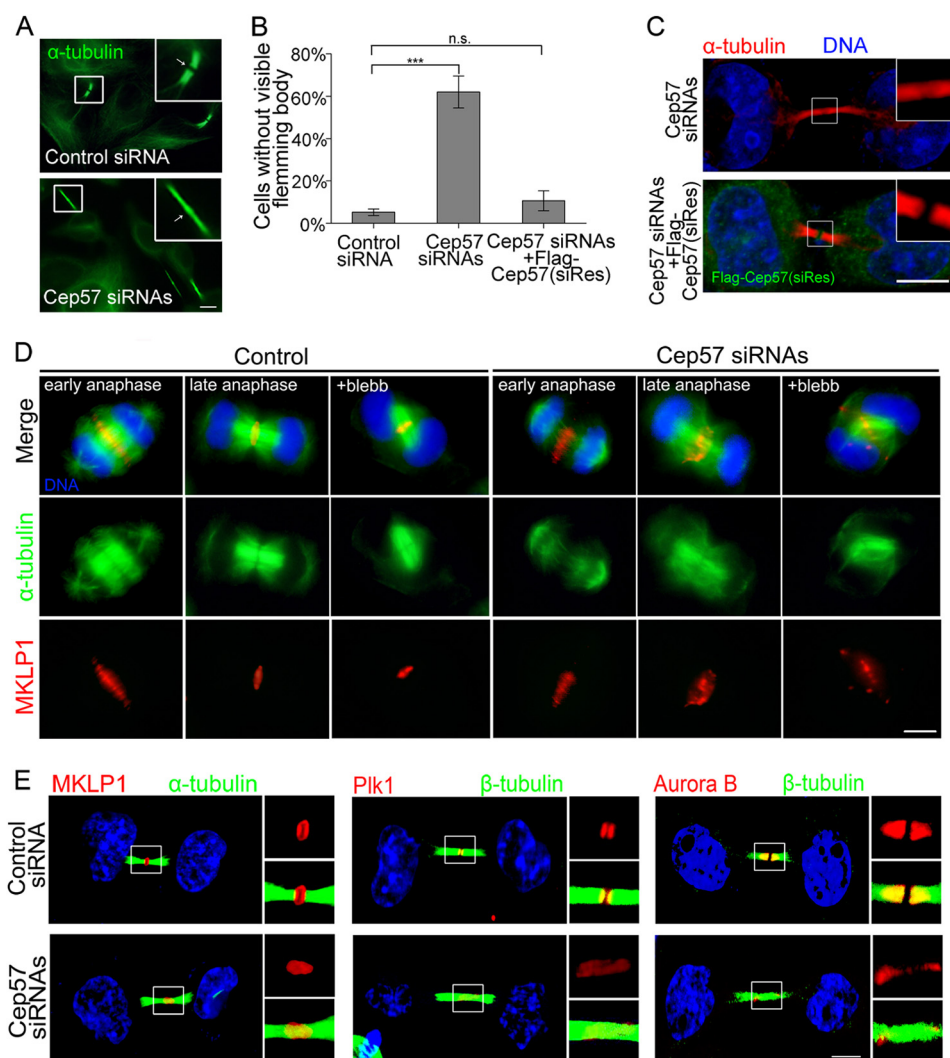 A
α-tubulin
Control siRNA
Cep57 siRNAs
B
Cells without visible
flemming body
80%
60%
40%
20%
0%
n.s.
***
Control
siRNA
Cep57
siRNAs
Cep57 siRNAs
+Flag-
Cep57(siRes)
C
α-tubulin
DNA
Cep57
siRNAs
Cep57 siRNAs
+Flag-
Cep57(siRes)
Flag-Cep57(siRes)
D
Control
Cep57 siRNAs
early anaphase
late anaphase
+blebb
early anaphase
late anaphase
+blebb
Merge
DNA
α-tubulin
MKLP1
E
MKLP1
α-tubulin
Plk1
β-tubulin
Aurora B
β-tubulin
Control
siRNA
Cep57
siRNAs